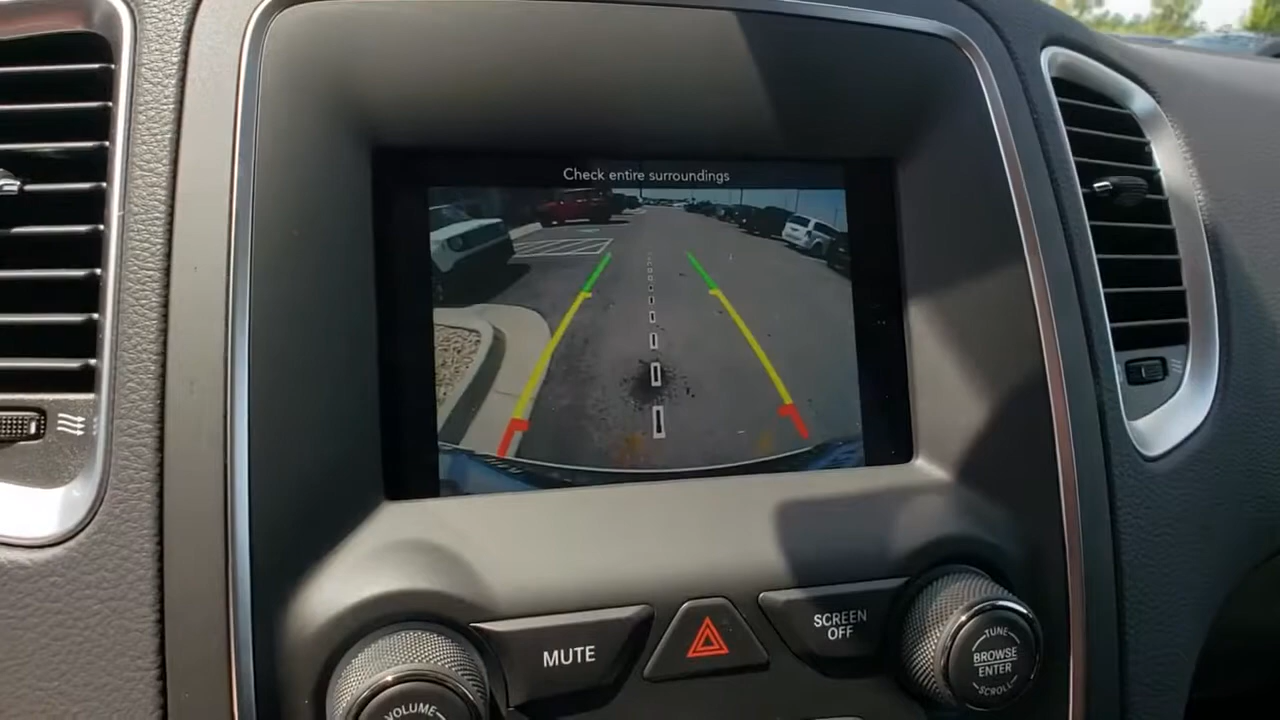 Check entire surroundings
MUTE
SCREEN
OFF
TUNE
BROWSE
ENTER
SCROLL
VOLUME